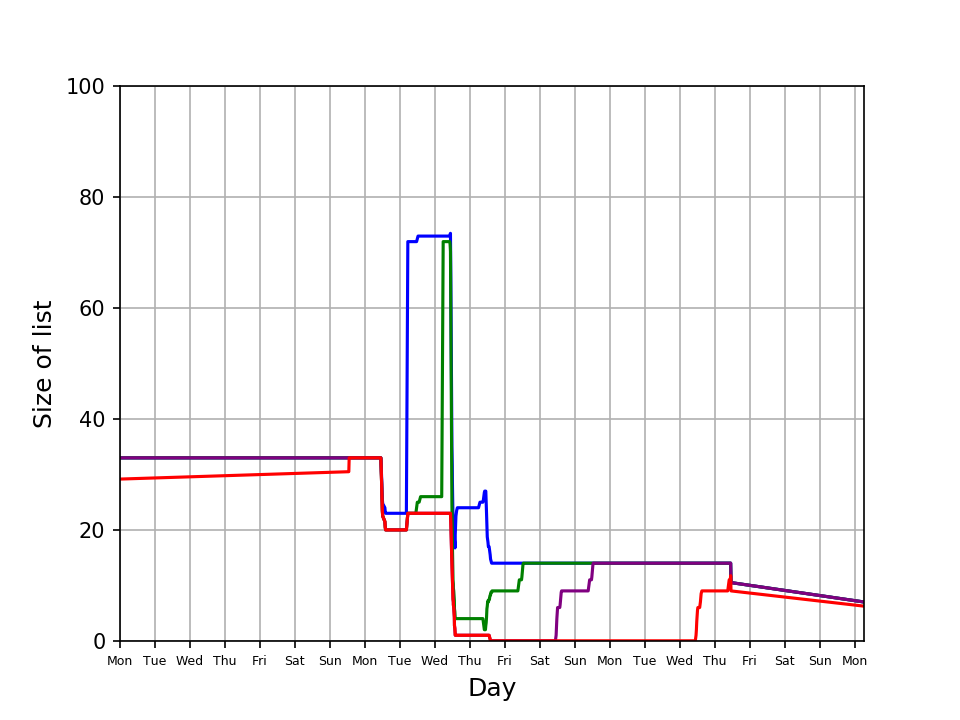 100
80
60
40
20
0
Size of list
Mon Tue Wed Thu Fri Sat Sun Mon Tue Wed Thu Fri Sat Sun Mon Tue Wed Thu Fri Sat Sun Mon
Day